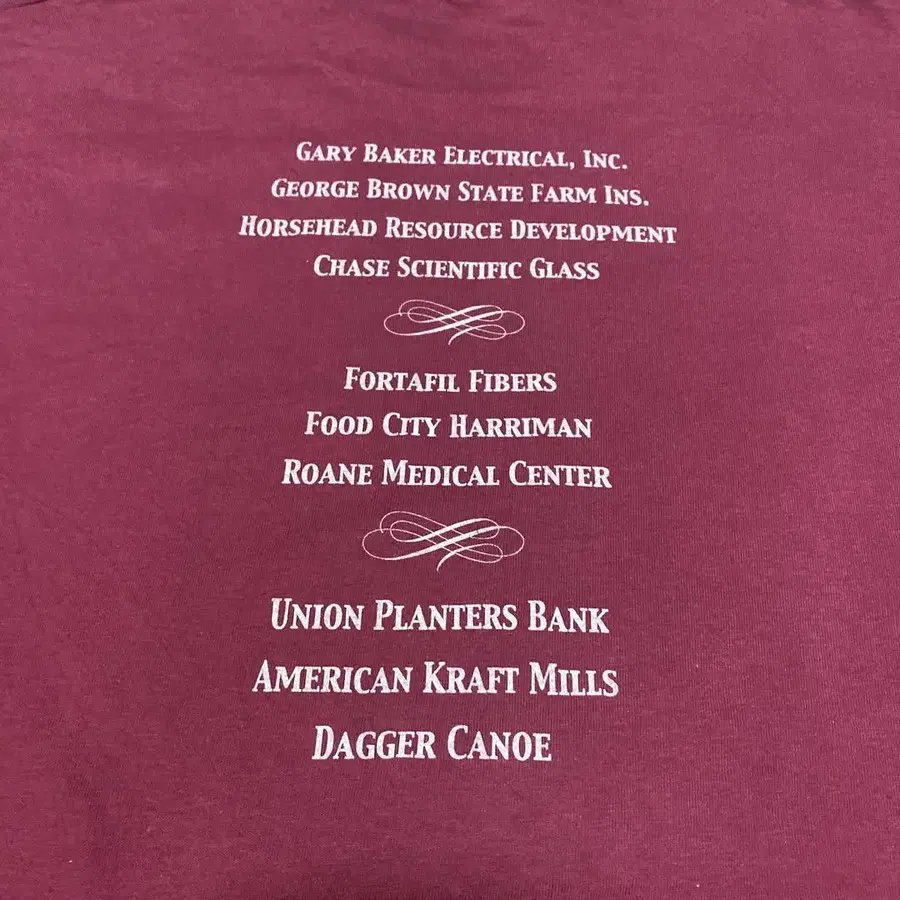 Gary Baker Electrical, Inc.
George Brown State Farm Ins.
Horsehead Resource Development
Chase Scientific Glass
Fortafil Fibers
Food City Harriman
Roane Medical Center
Union Planters Bank
American Kraft Mills
Dagger Canoe